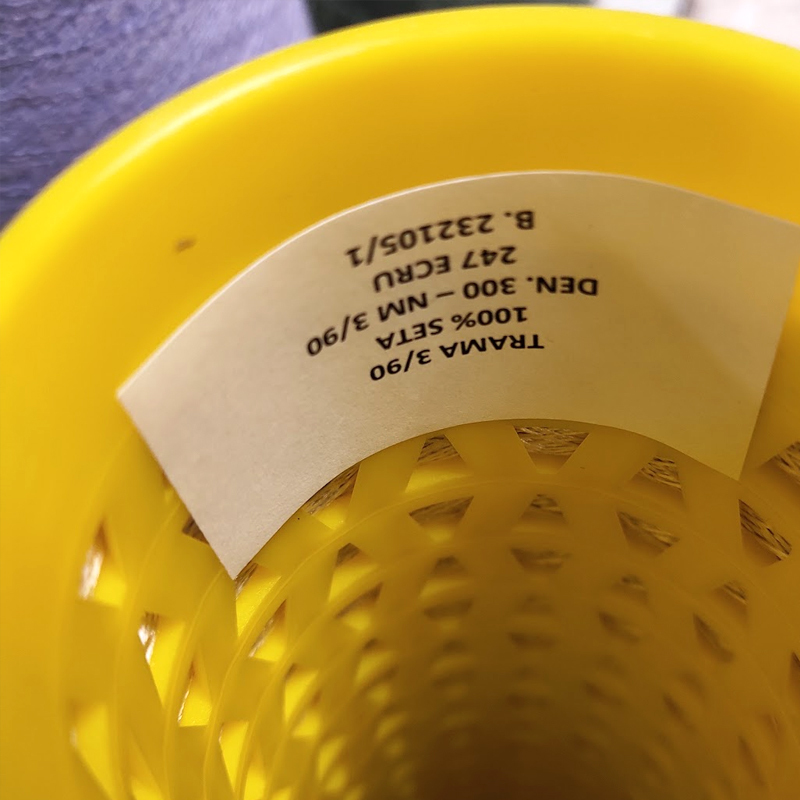 TRAMA 3/90
100% SETA
DEN. 300 – NM 3/90
247 ECRU
B. 232105/1